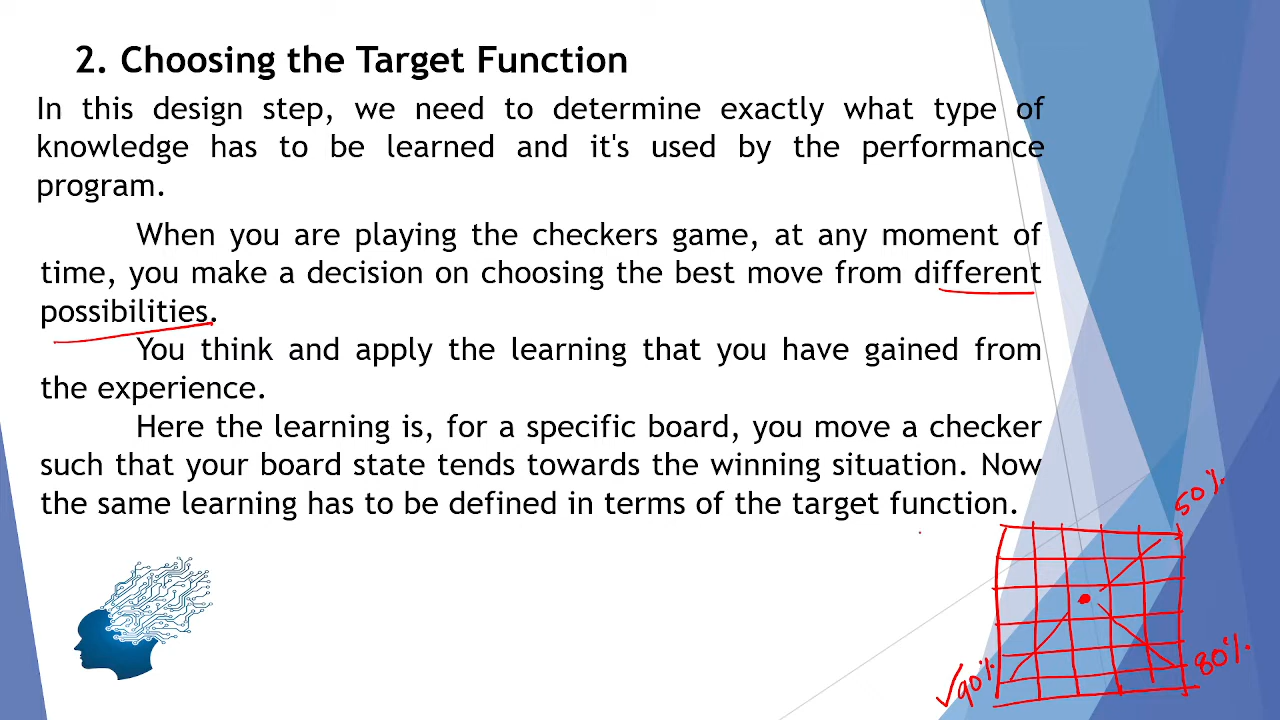 2. Choosing the Target Function
In this design step, we need to determine exactly what type of
knowledge has to be learned and it's used by the performance
program.
When you are playing the checkers game, at any moment of
time, you make a decision on choosing the best move from different
possibilities.
You think and apply the learning that you have gained from
the experience.
Here the learning is, for a specific board, you move a checker
such that your board state tends towards the winning situation. Now
the same learning has to be defined in terms of the target function.
50%
80%
✓90%